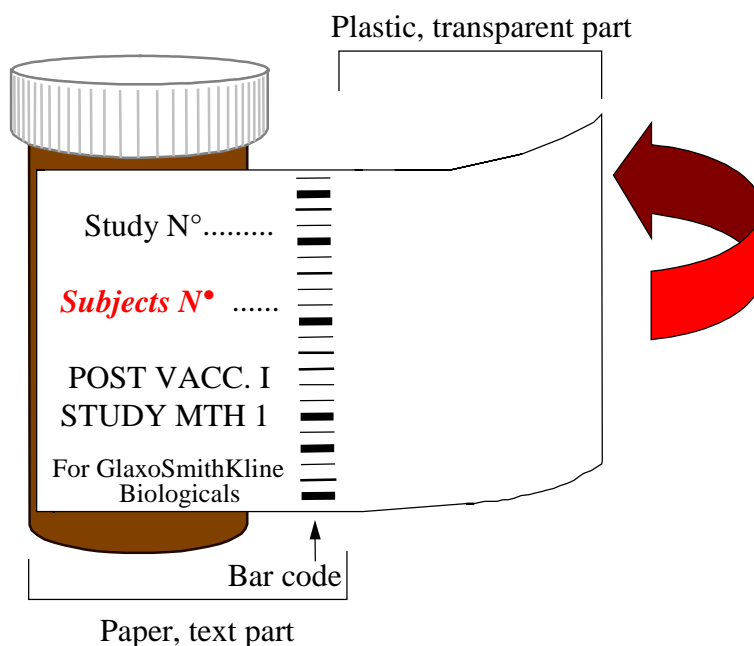 Plastic, transparent part
Study N°.........
Subjects N• ......
POST VACC. I
STUDY MTH 1
For GlaxoSmithKline
Biologicals
Bar code
Paper, text part